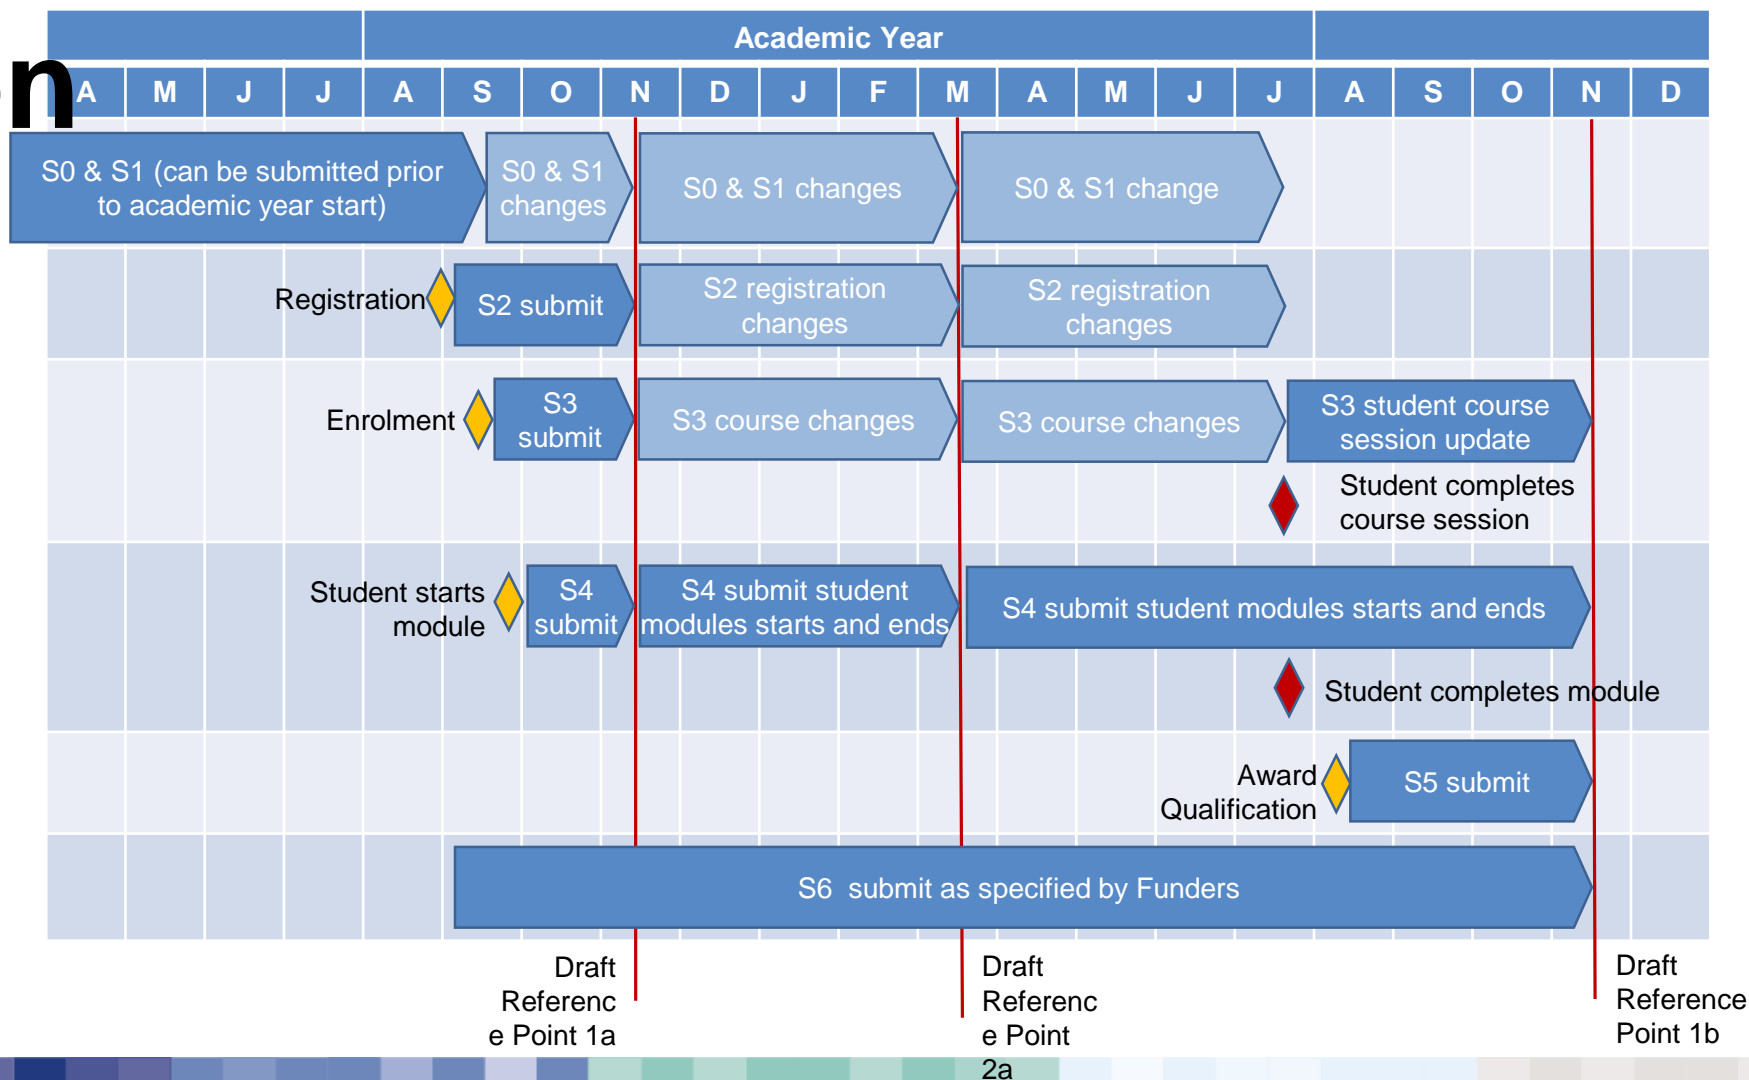 Academic Year
on
A M J J A S O N D J F M A M J J A S O N D
S0 & S1 (can be submitted prior
to academic year start)
S0 & S1
changes
S0 & S1 changes
S0 & S1 change
Registration
S2 submit
S2 registration
changes
S2 registration
changes
Enrolment
S3
submit
S3 course changes
S3 course changes
S3 student course
session update
Student completes
course session
Student starts
module
S4
submit
S4 submit student
modules starts and ends
S4 submit student modules starts and ends
Student completes module
Award
Qualification
S5 submit
S6 submit as specified by Funders
Draft
Referenc
e Point 1a
Draft
Referenc
e Point
2a
Draft
Reference
Point 1b